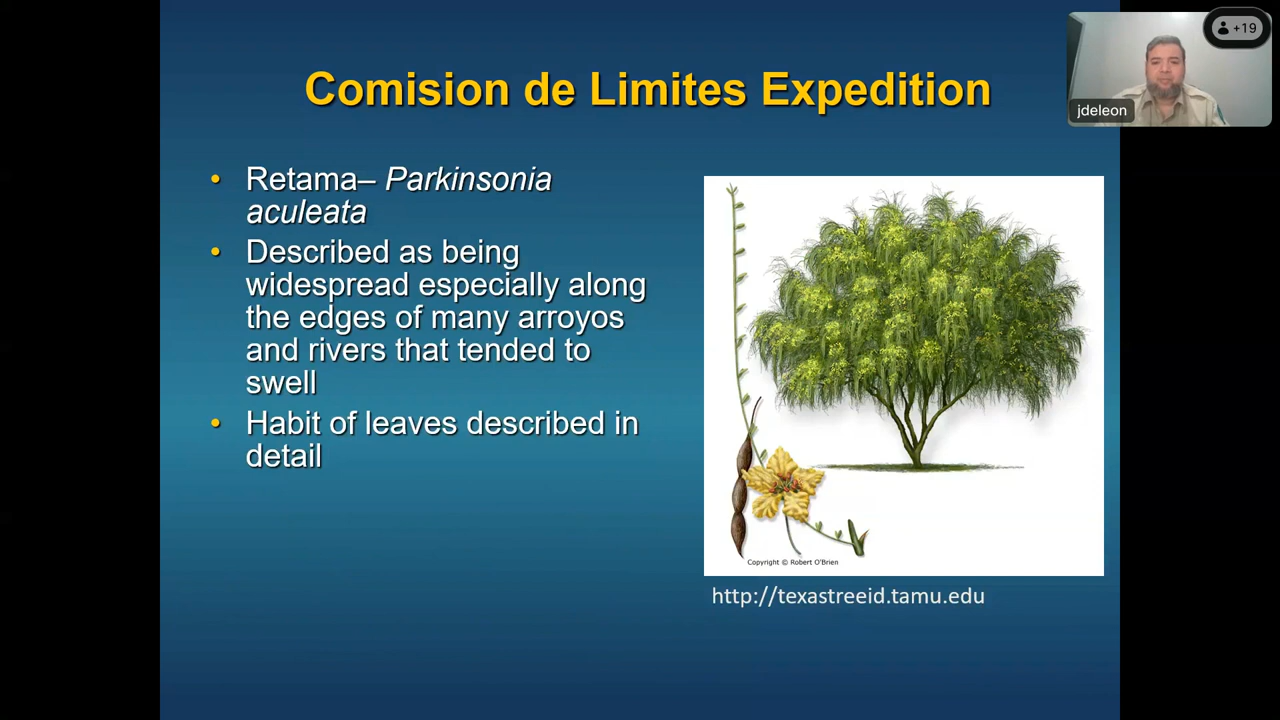 Comision de Limites Expedition
+19
jdeleon
• Retama– Parkinsonia
aculeata
• Described as being
widespread especially along
the edges of many arroyos
and rivers that tended to
swell
• Habit of leaves described in
detail
Copyright © Robert O'Brien
http://texastreeid.tamu.edu